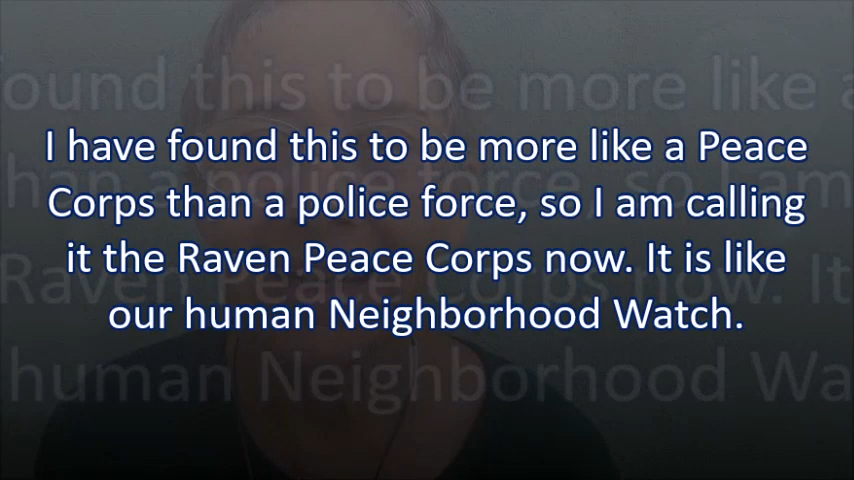 I have found this to be more like a Peace
Corps than a police force, so I am calling
it the Raven Peace Corps now. It is like
our human Neighborhood Watch.